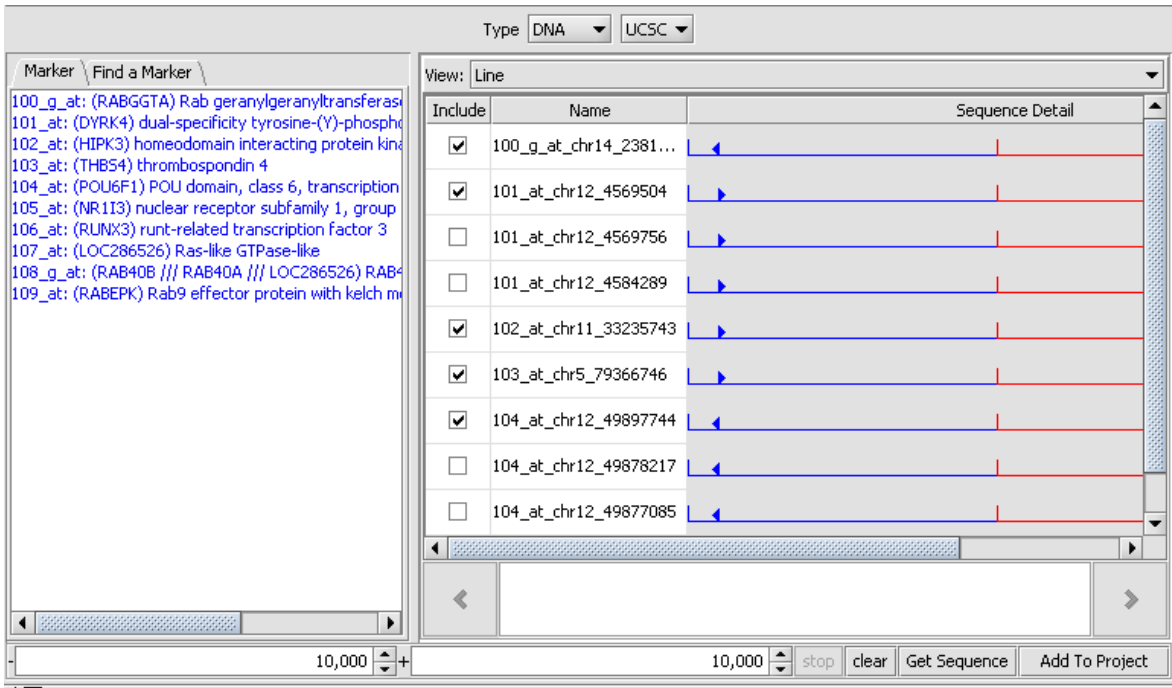 Type DNA UCSC
Marker Find a Marker
100_g_at: (RABGGTA) Rab geranylgeranyltransferas
101_at: (DYRK4) dual-specificity tyrosine-(Y)-phosph
102_at: (HIPK3) homeodomain interacting protein kin
103_at: (THBS4) thrombospondin 4
104_at: (POU6F1) POU domain, class 6, transcription
105_at: (NR1I3) nuclear receptor subfamily 1, group
106_at: (RUNX3) runt-related transcription factor 3
107_at: (LOC286526) Ras-like GTPase-like
108_g_at: (RAB40B /// RAB40A /// LOC286526) RAB4
109_at: (RABEPK) Rab9 effector protein with kelch m
View: Line
Include Name Sequence Detail
100_g_at_chr14_2381...
101_at_chr12_4569504
101_at_chr12_4569756
101_at_chr12_4584289
102_at_chr11_33235743
103_at_chr5_79366746
104_at_chr12_49897744
104_at_chr12_49878217
104_at_chr12_49877085
- 10,000 + 10,000 stop clear Get Sequence Add To Project